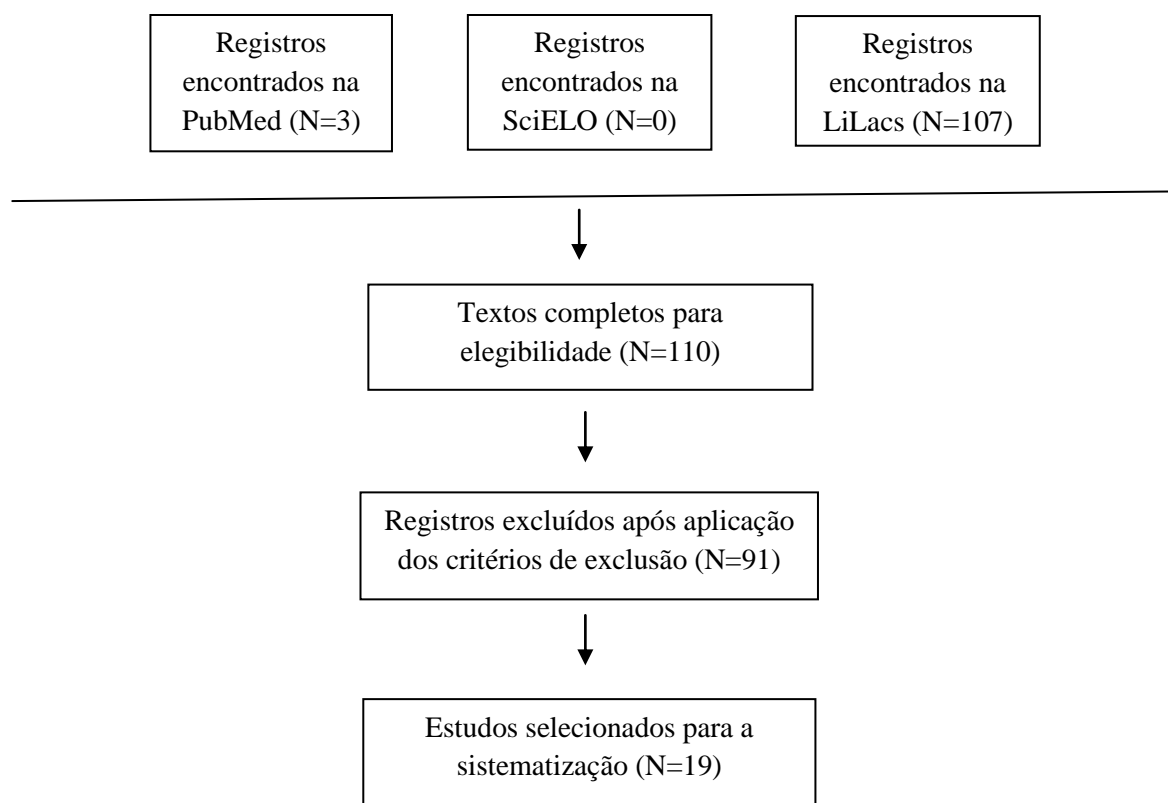 Registros
encontrados na
PubMed (N=3)
Registros
encontrados na
SciELO (N=0)
Registros
encontrados na
LiLacs (N=107)
Textos completos para
elegibilidade (N=110)
Registros excluídos após aplicação
dos critérios de exclusão (N=91)
Estudos selecionados para a
sistematização (N=19)